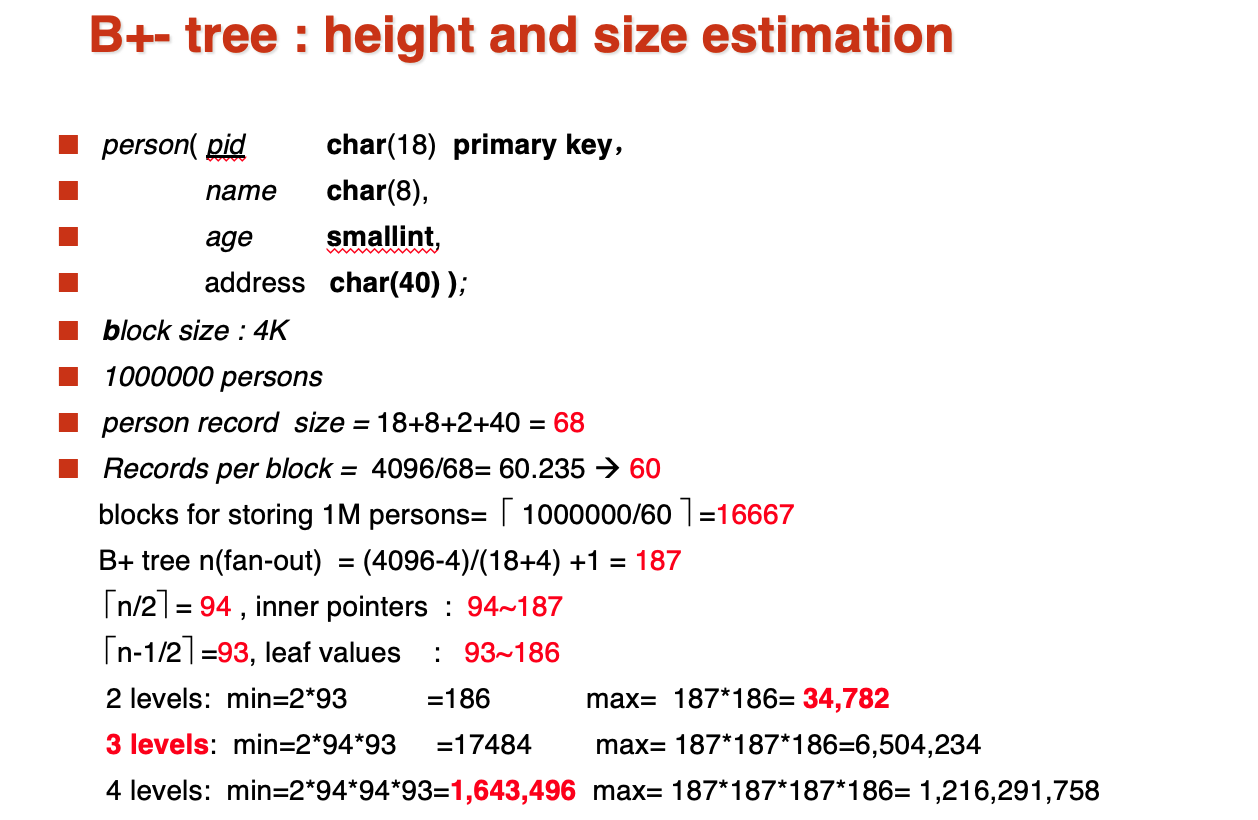 B+- tree : height and size estimation
person( pid char(18) primary key，
name char(8),
age smallint,
address char(40) );
block size : 4K
1000000 persons
person record size = 18+8+2+40 = 68
Records per block = 4096/68= 60.235 → 60
blocks for storing 1M persons= ⌈ 1000000/60 ⌉ =16667
B+ tree n(fan-out) = (4096-4)/(18+4) +1 = 187
⌈n/2⌉ = 94 , inner pointers : 94~187
⌈n-1/2⌉ =93, leaf values : 93~186
2 levels: min=2*93 =186 max= 187*186= 34,782
3 levels: min=2*94*93 =17484 max= 187*187*186=6,504,234
4 levels: min=2*94*94*93=1,643,496 max= 187*187*187*186= 1,216,291,758